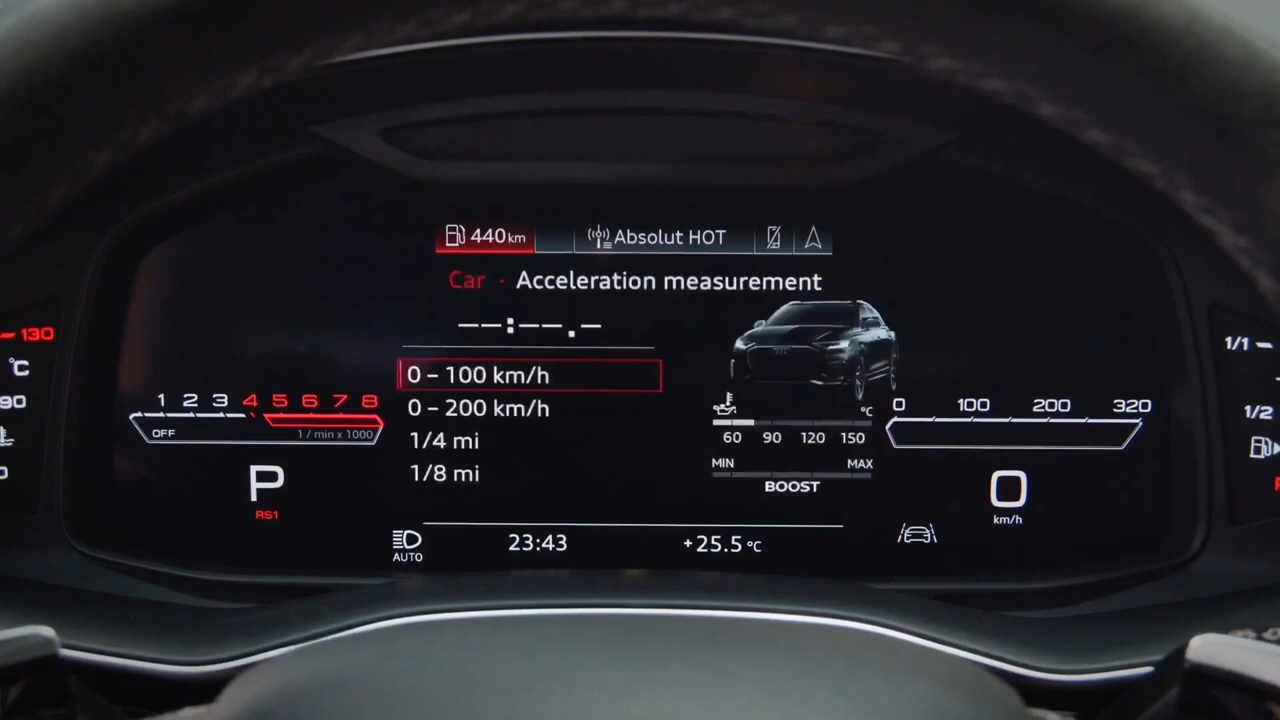 440 km
Absolut HOT
Car · Acceleration measurement
--:--.-
0 – 100 km/h
0 – 200 km/h
1/4 mi
1/8 mi
130
°C
90
1 2 3 4 5 6 7 8
OFF
1 / min x 1000
P
RS1
°C
60 90 120 150
MIN MAX
BOOST
0 100 200 320
0
km/h
1/1
1/2
AUTO
23:43
+25.5 °C